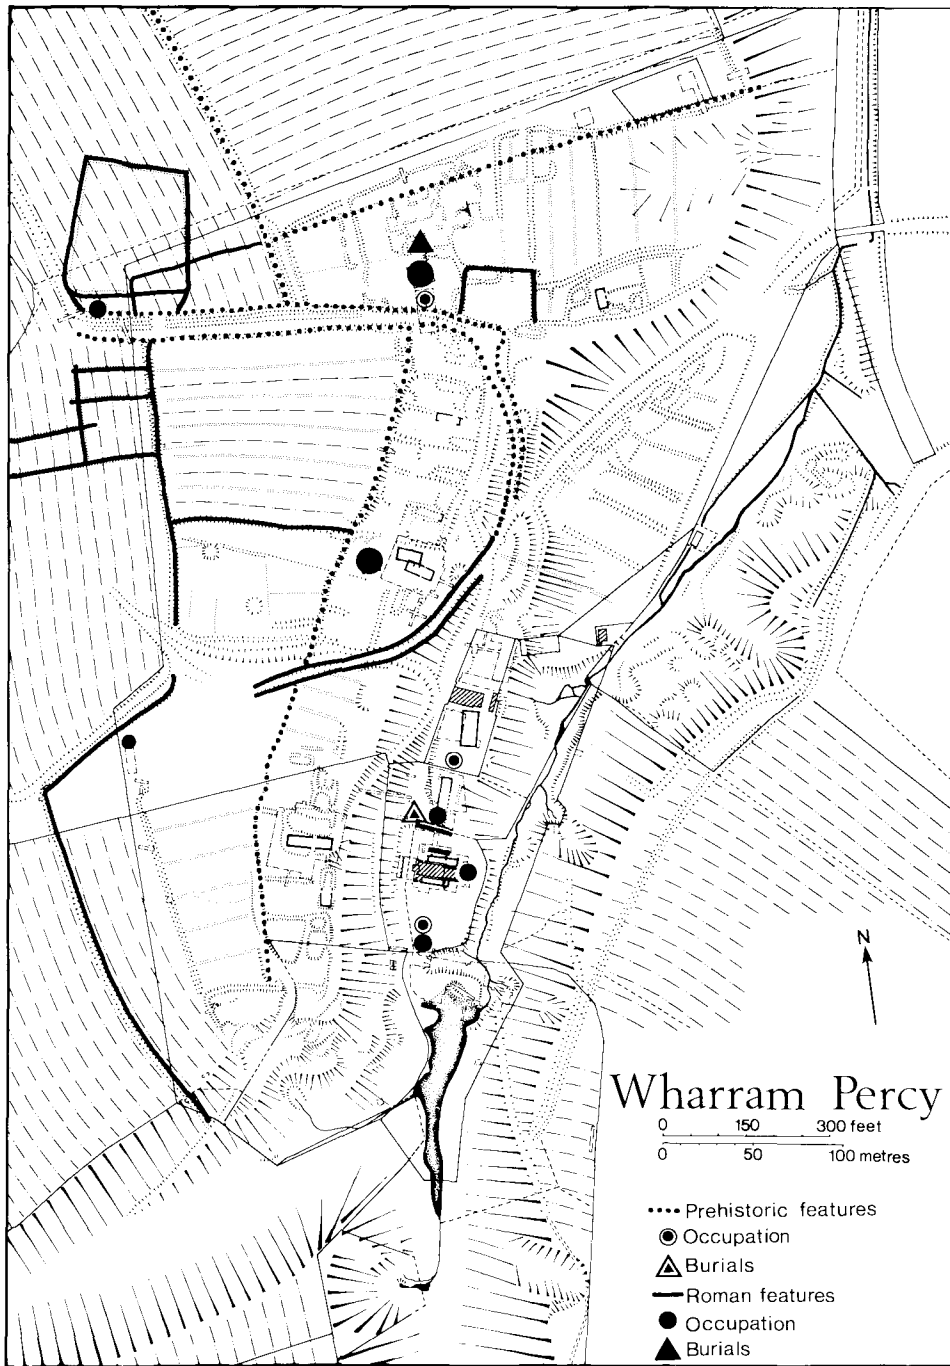 N
Wharram Percy
0 150 300 feet
0 50 100 metres
Prehistoric features
Occupation
Burials
Roman features
Occupation
Burials